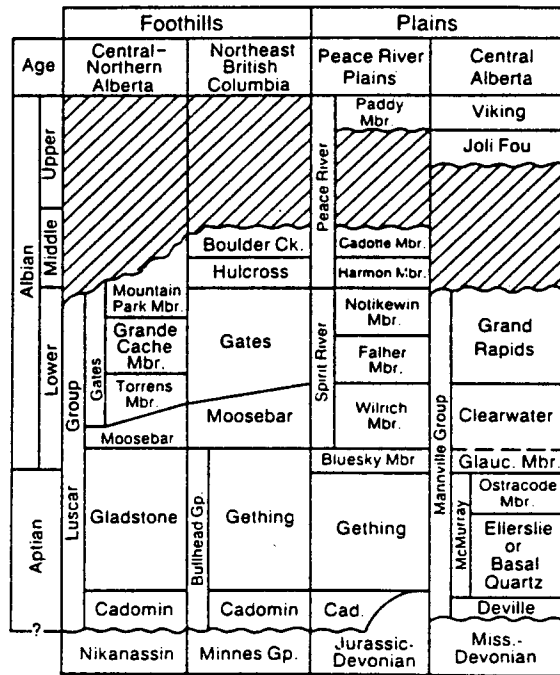 Foothills
Plains
Age
Central–
Northern
Alberta
Northeast
British
Columbia
Peace River
Plains
Central
Alberta
Albian
Upper
Middle
Lower
Aptian
?
Luscar Group
Gates
Mountain
Park Mbr.
Grande
Cache Mbr.
Torrens
Mbr.
Moosebar
Gladstone
Cadomin
Nikanassin
Boulder Ck.
Hulcross
Gates
Moosebar
Bullhead Gp.
Gething
Cadomin
Minnes Gp.
Peace River
Paddy
Mbr.
Cadotte Mbr.
Harmon Mbr.
Spirit River
Notikewin
Mbr.
Falher
Mbr.
Wilrich
Mbr.
Bluesky Mbr
Gething
Cad.
Jurassic-
Devonian
Viking
Joli Fou
Mannville Group
Grand
Rapids
Clearwater
Glauc. Mbr.
McMurray
Ostracode
Mbr.
Ellerslie
or
Basal
Quartz
Deville
Miss.-
Devonian